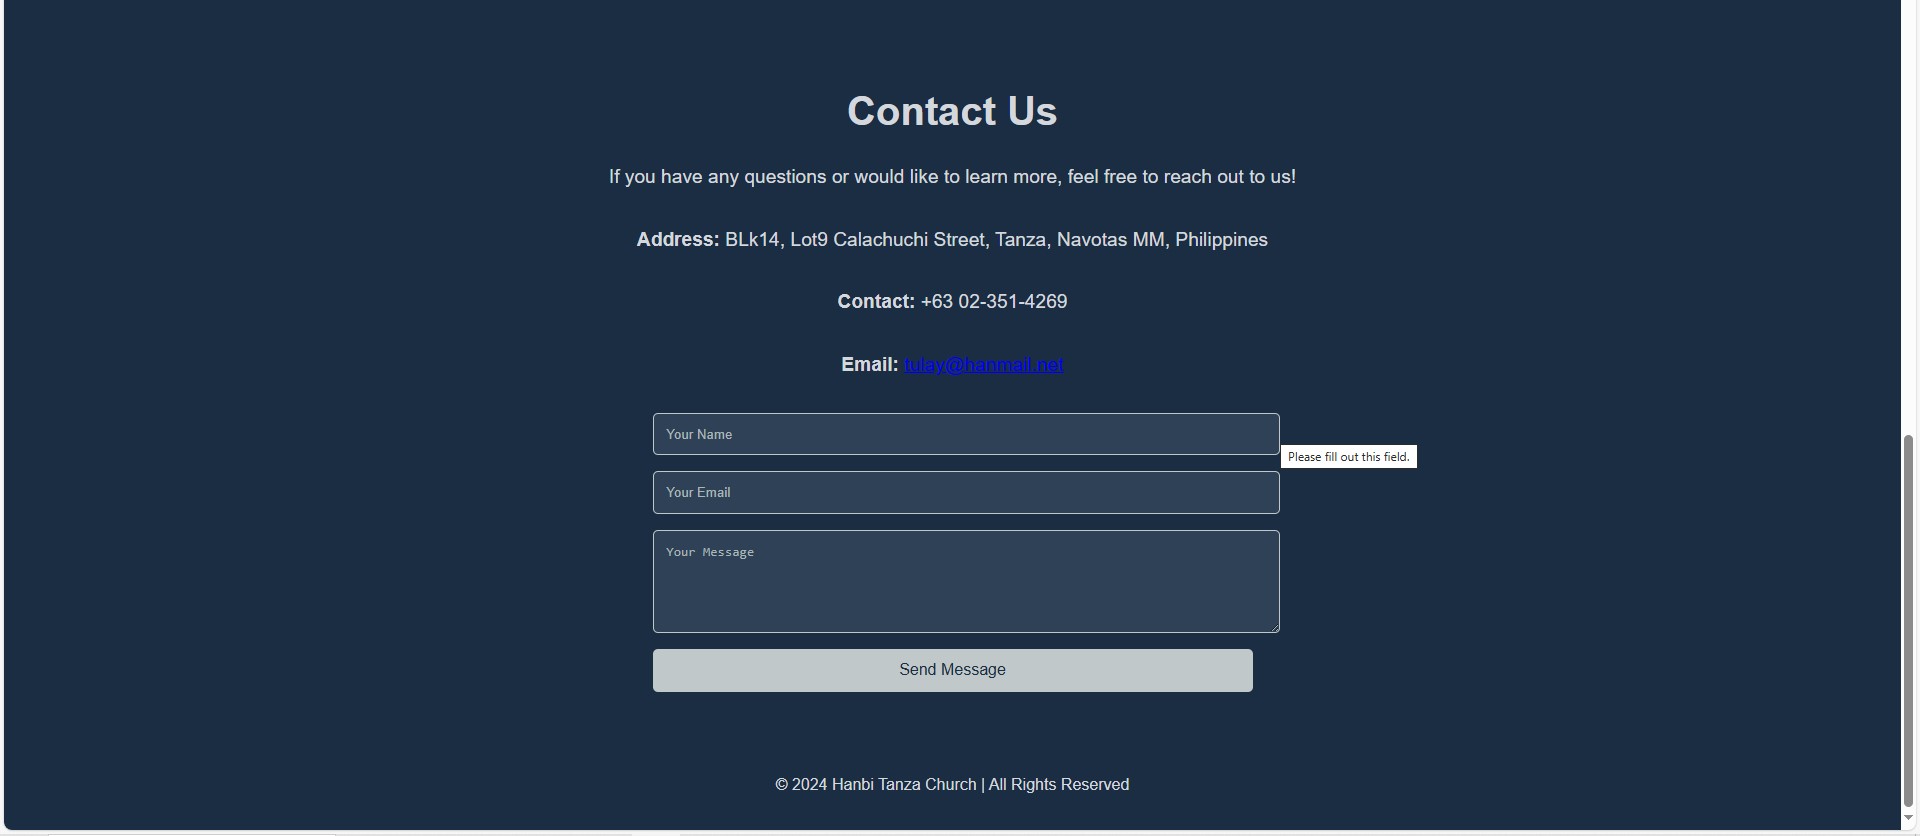 Contact Us
If you have any questions or would like to learn more, feel free to reach out to us!
Address: BLk14, Lot9 Calachuchi Street, Tanza, Navotas MM, Philippines
Contact: +63 02-351-4269
Email: tulay@hanmail.net
Your Name
Please fill out this field.
Your Email
Your Message
Send Message
© 2024 Hanbi Tanza Church | All Rights Reserved